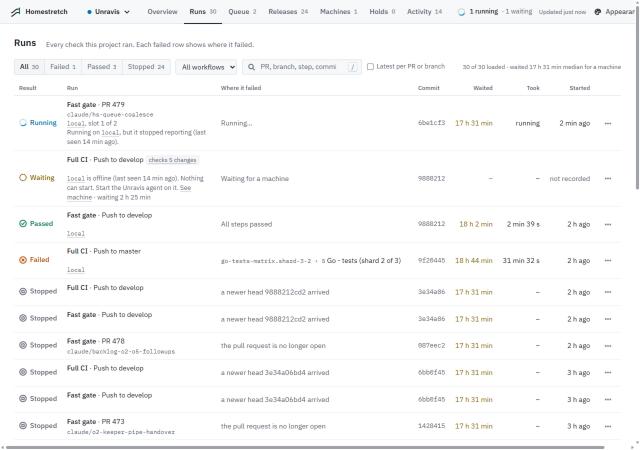 Homestretch
Unravis
Overview
Runs 30
Queue 2
Releases 24
Machines 1
Holds 0
Activity 14
1 running · 1 waiting
Updated just now
Appear
Runs
Every check this project ran. Each failed row shows where it failed.
All 30
Failed 1
Passed 3
Stopped 24
All workflows
PR, branch, step, commi
/
Latest per PR or branch
30 of 30 loaded · waited 17 h 31 min median for a machine
Result Run Where it failed Commit Waited Took Started
Running
Fast gate · PR 479
claude/hs-queue-coalesce
local, slot 1 of 2
Running on local, but it stopped reporting (last
seen 14 min ago).
Running...
6be1cf3 17 h 31 min running 2 min ago
Waiting
Full CI · Push to develop checks 5 changes
local is offline (last seen 14 min ago). Nothing
can start. Start the Unravis agent on it. See
machine · waiting 2 h 25 min
Waiting for a machine
9888212 – – not recorded
Passed
Fast gate · Push to develop
local
All steps passed
9888212 18 h 2 min 2 min 39 s 2 h ago
Failed
Full CI · Push to master
local
go-tests-matrix.shard-3-2 › 5 Go - tests (shard 2 of 3)
9f20445 18 h 44 min 31 min 32 s 2 h ago
Stopped Full CI · Push to develop a newer head 9888212cd2 arrived 3e34a06 17 h 31 min – 2 h ago
Stopped Fast gate · Push to develop a newer head 9888212cd2 arrived 3e34a06 17 h 31 min – 2 h ago
Stopped Fast gate · PR 478
claude/backlog-o2-o5-followups
the pull request is no longer open 087eec2 17 h 31 min – 2 h ago
Stopped Full CI · Push to develop a newer head 3e34a06bd4 arrived 6bb0f45 17 h 31 min – 3 h ago
Stopped Fast gate · Push to develop a newer head 3e34a06bd4 arrived 6bb0f45 17 h 31 min – 3 h ago
Stopped Fast gate · PR 473
claude/o2-keeper-pipe-handover
the pull request is no longer open 1428415 17 h 31 min – 3 h ago